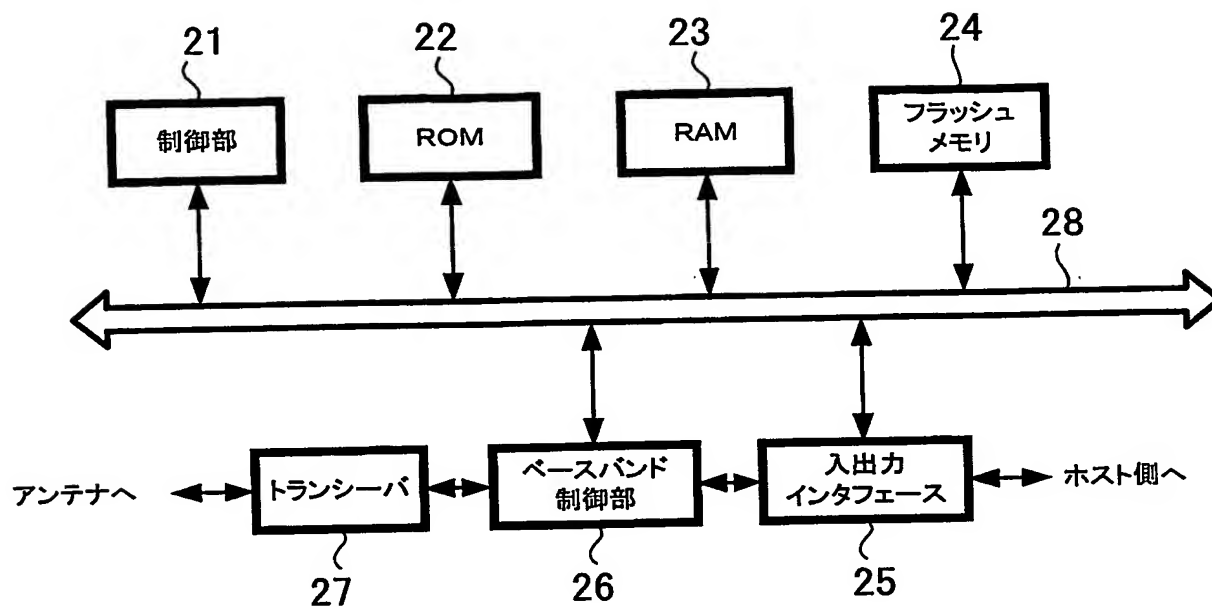 21
22
23
24
制御部
ROM
RAM
フラッシュ
メモリ
28
アンテナへ
トランシーバ
ベースバンド
制御部
入出力
インタフェース
ホスト側へ
27
26
25